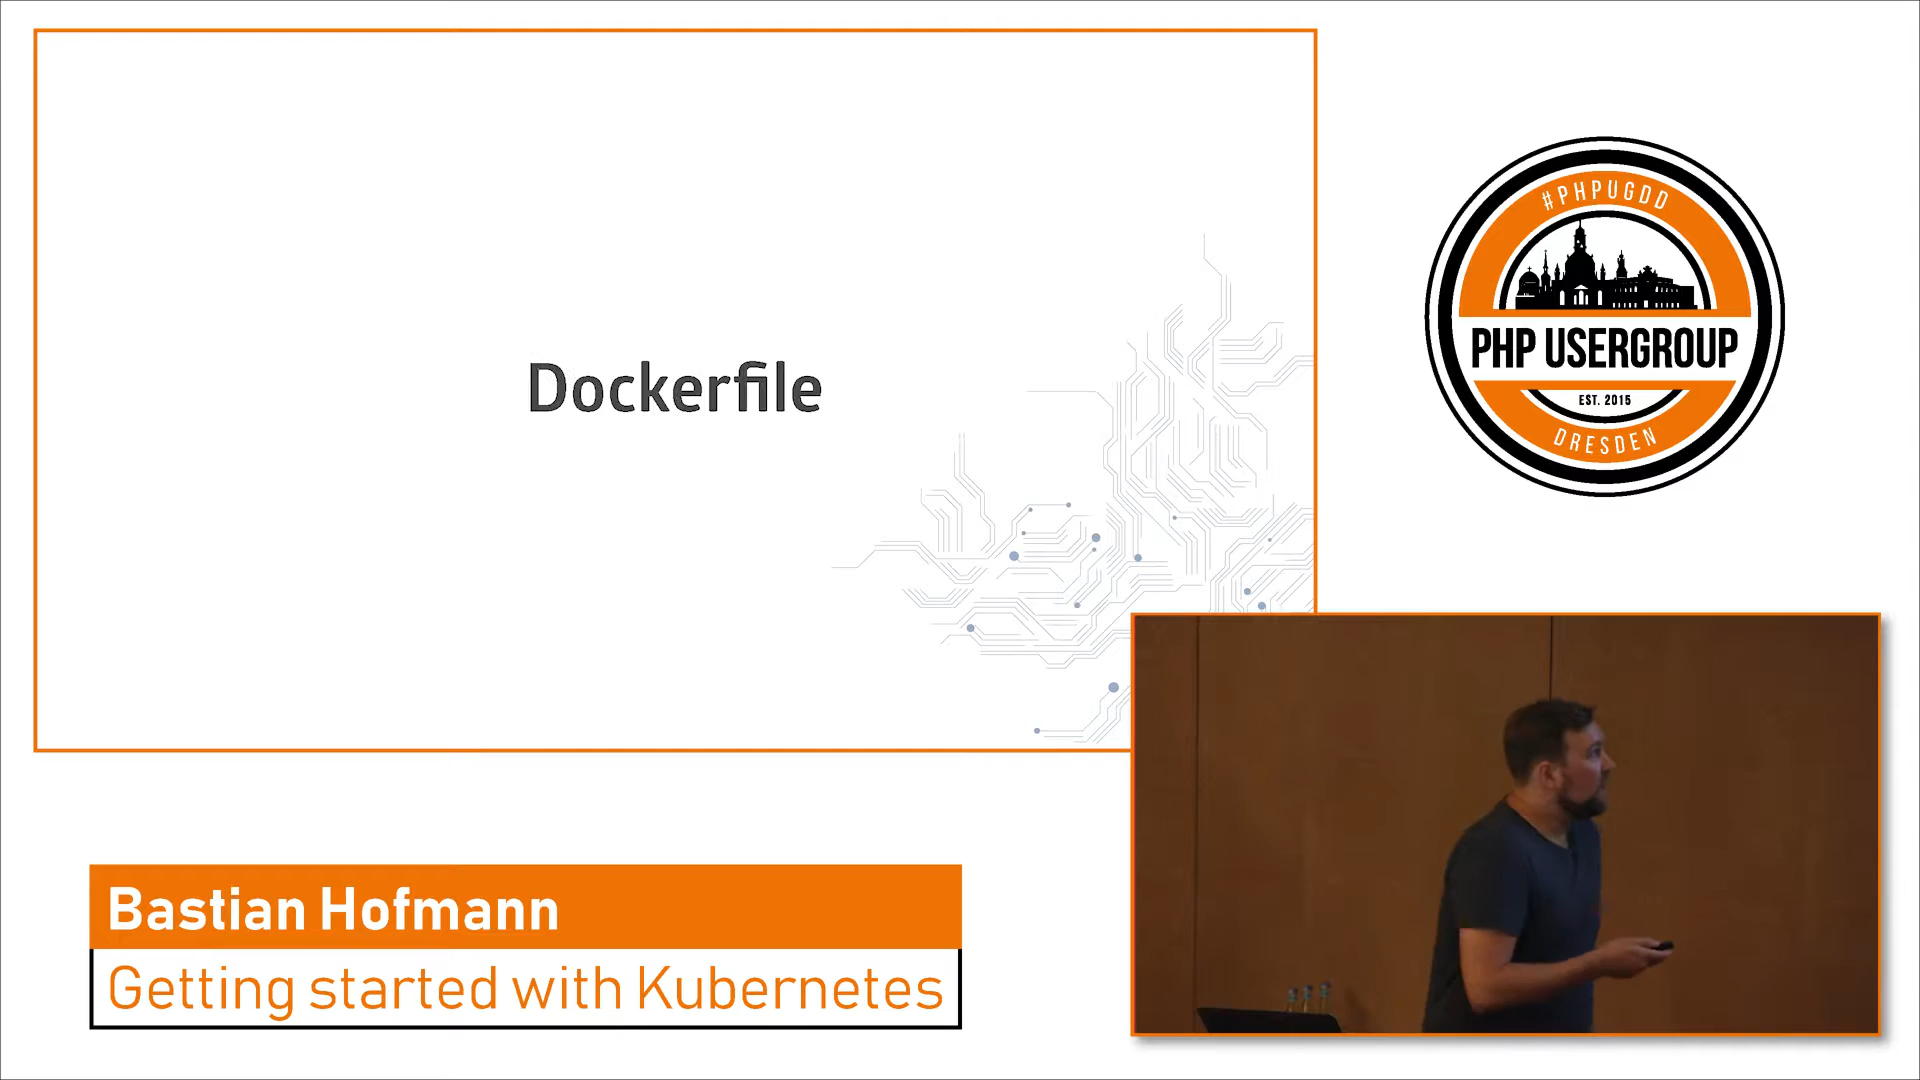 Dockerfile
#PHPUGDD
PHP USERGROUP
EST. 2015
DRESDEN
Bastian Hofmann
Getting started with Kubernetes